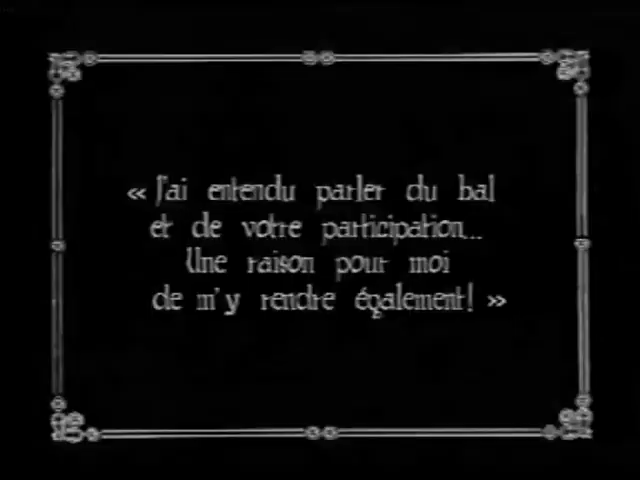 « J'ai entendu parler du bal
et de votre participation...
Une raison pour moi
de m'y rendre également! »